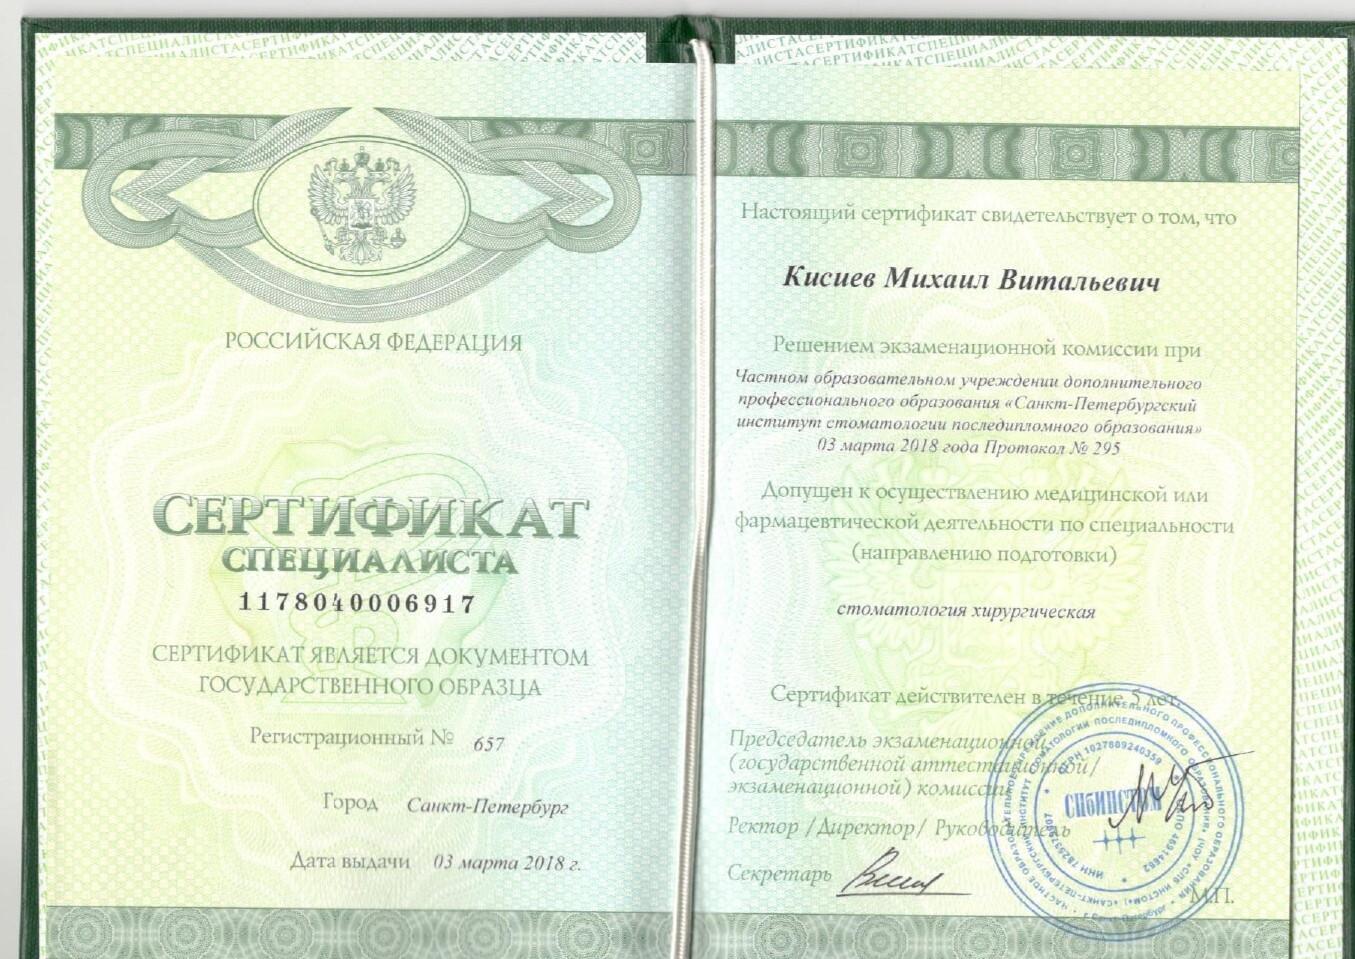 РОССИЙСКАЯ ФЕДЕРАЦИЯ
СЕРТИФИКАТ
СПЕЦИАЛИСТА
1178040006917
СЕРТИФИКАТ ЯВЛЯЕТСЯ ДОКУМЕНТОМ
ГОСУДАРСТВЕННОГО ОБРАЗЦА
Регистрационный № 657
Город Санкт-Петербург
Дата выдачи 03 марта 2018 г.
Настоящий сертификат свидетельствует о том, что
Кисиев Михаил Витальевич
Решением экзаменационной комиссии при
Частном образовательном учреждении дополнительного
профессионального образования «Санкт-Петербургский
институт стоматологии последипломного образования»
03 марта 2018 года Протокол № 295
Допущен к осуществлению медицинской или
фармацевтической деятельности по специальности
(направлению подготовки)
стоматология хирургическая
Сертификат действителен в течение 5 лет.
Председатель экзаменационной
(государственной аттестационной/
экзаменационной) комиссии
Ректор /Директор/ Руководитель
Секретарь
М.П.
СПбИНСТОМ
ОГРН 1027809240359